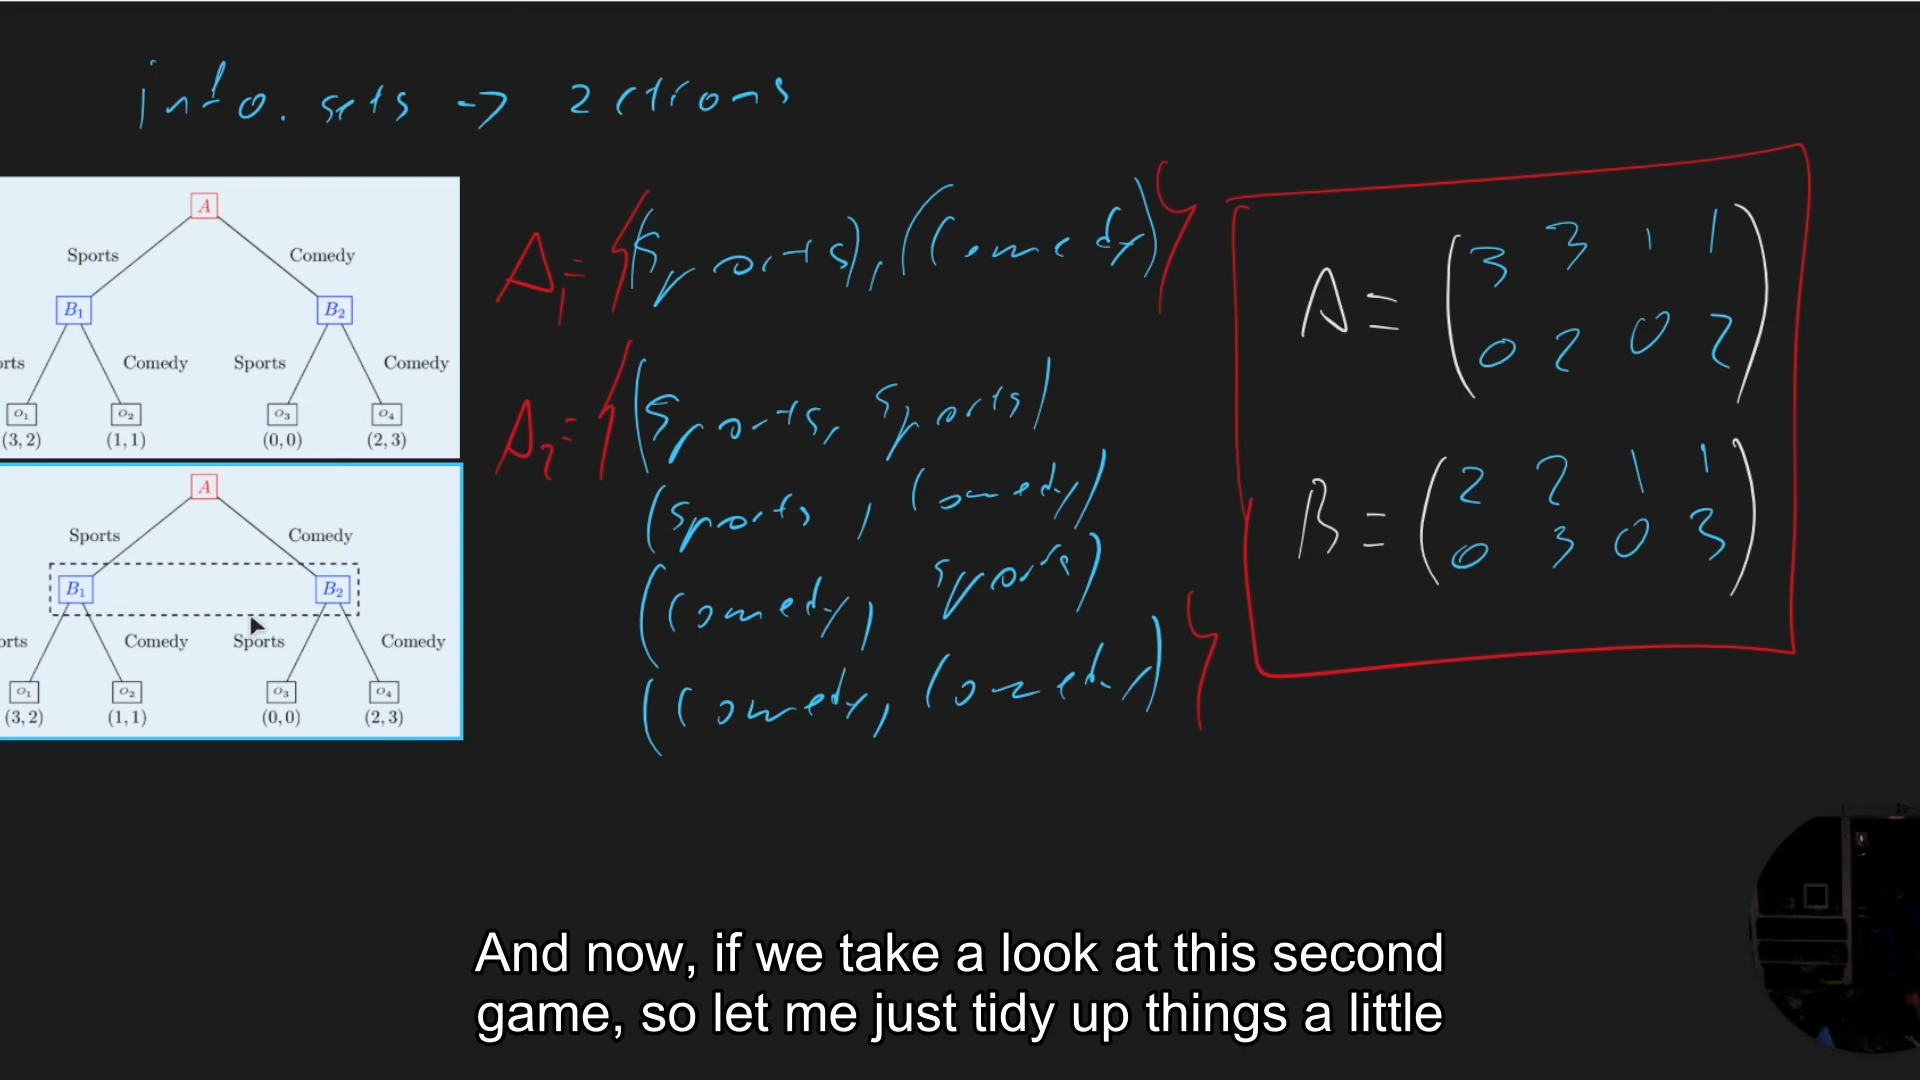 info. sets -> actions
A
Sports Comedy
B1 B2
orts Comedy Sports Comedy
o1 o2 o3 o4
(3, 2) (1, 1) (0, 0) (2, 3)
A
Sports Comedy
B1 B2
orts Comedy Sports Comedy
o1 o2 o3 o4
(3, 2) (1, 1) (0, 0) (2, 3)
A1 = {(Sports), (Comedy)}
A2 = {(Sports, Sports)
(Sports, Comedy)
(Comedy, Sports)
(Comedy, Comedy)}
A = (3 3 1 1
0 2 0 2)
B = (2 2 1 1
0 3 0 3)
And now, if we take a look at this second
game, so let me just tidy up things a little